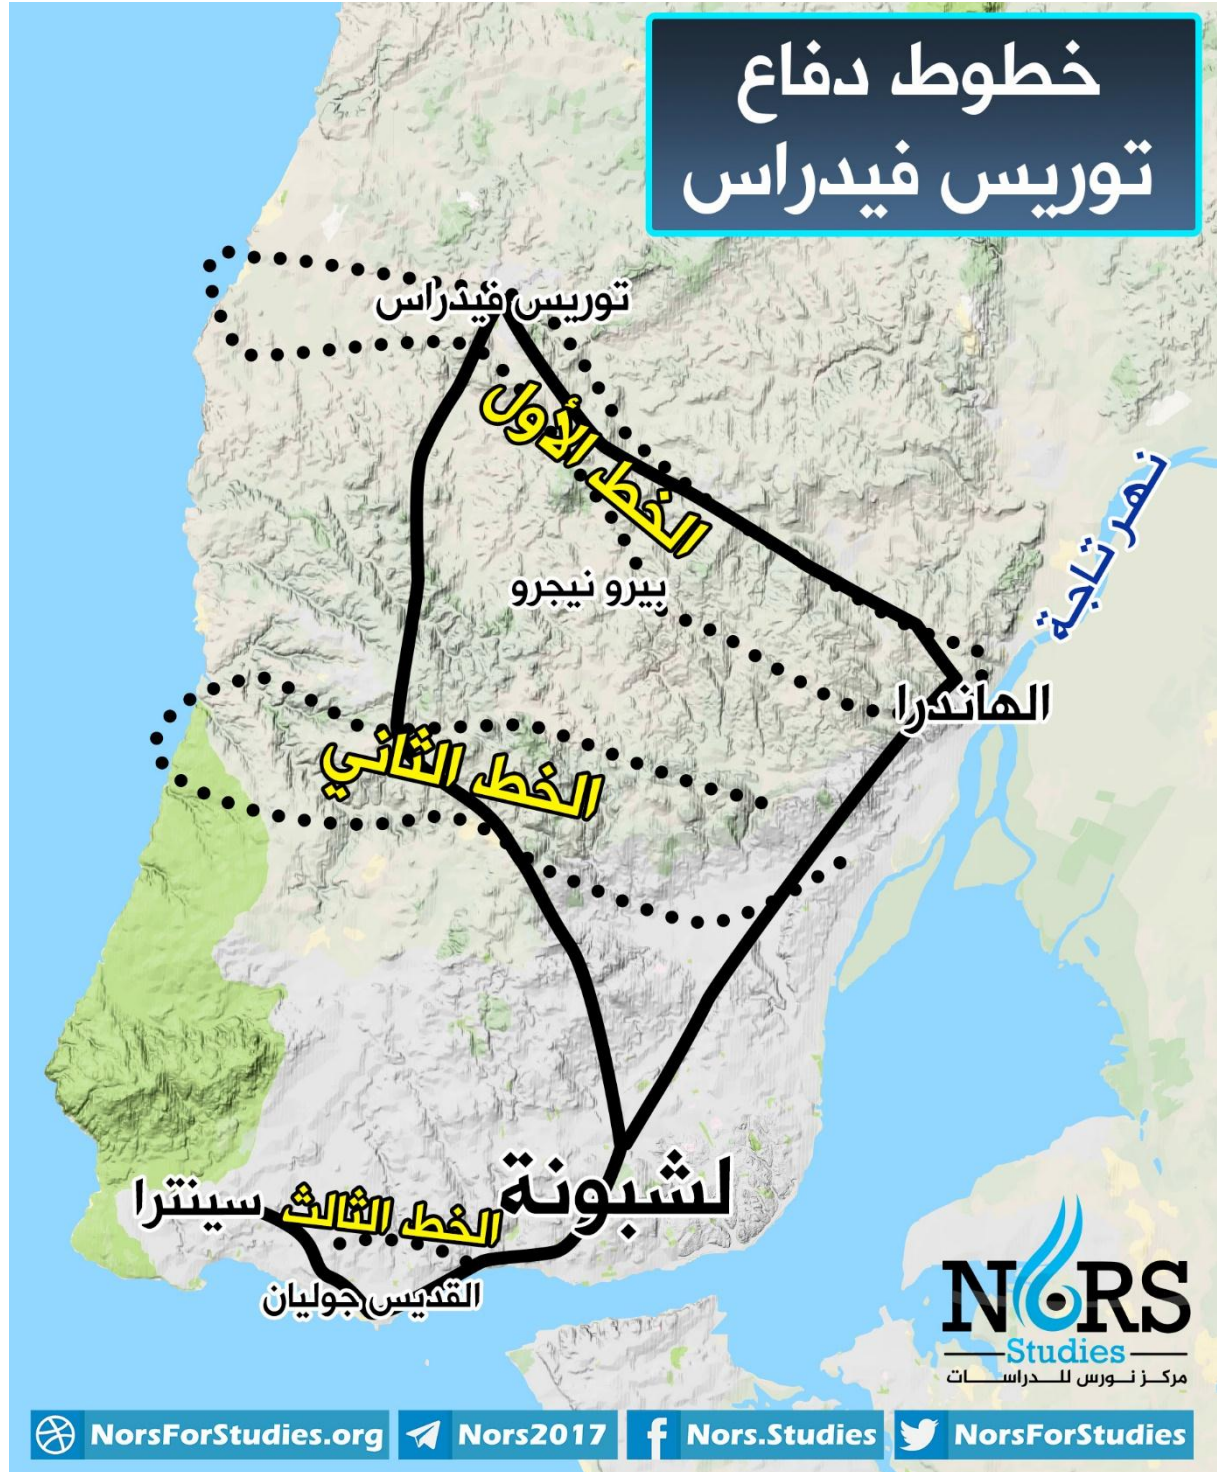 خطوط دفاع
توريس فيدراس
توريس فيدراس
الخط الأول
نهر تاجة
بيرو نيجرو
الهاندرا
الخط الثاني
لشبونة
سينترا
الخط الثالث
القديس جوليان
NORS
Studies
مركز نورس للدراسات
NorsForStudies.org
Nors2017
Nors.Studies
NorsForStudies